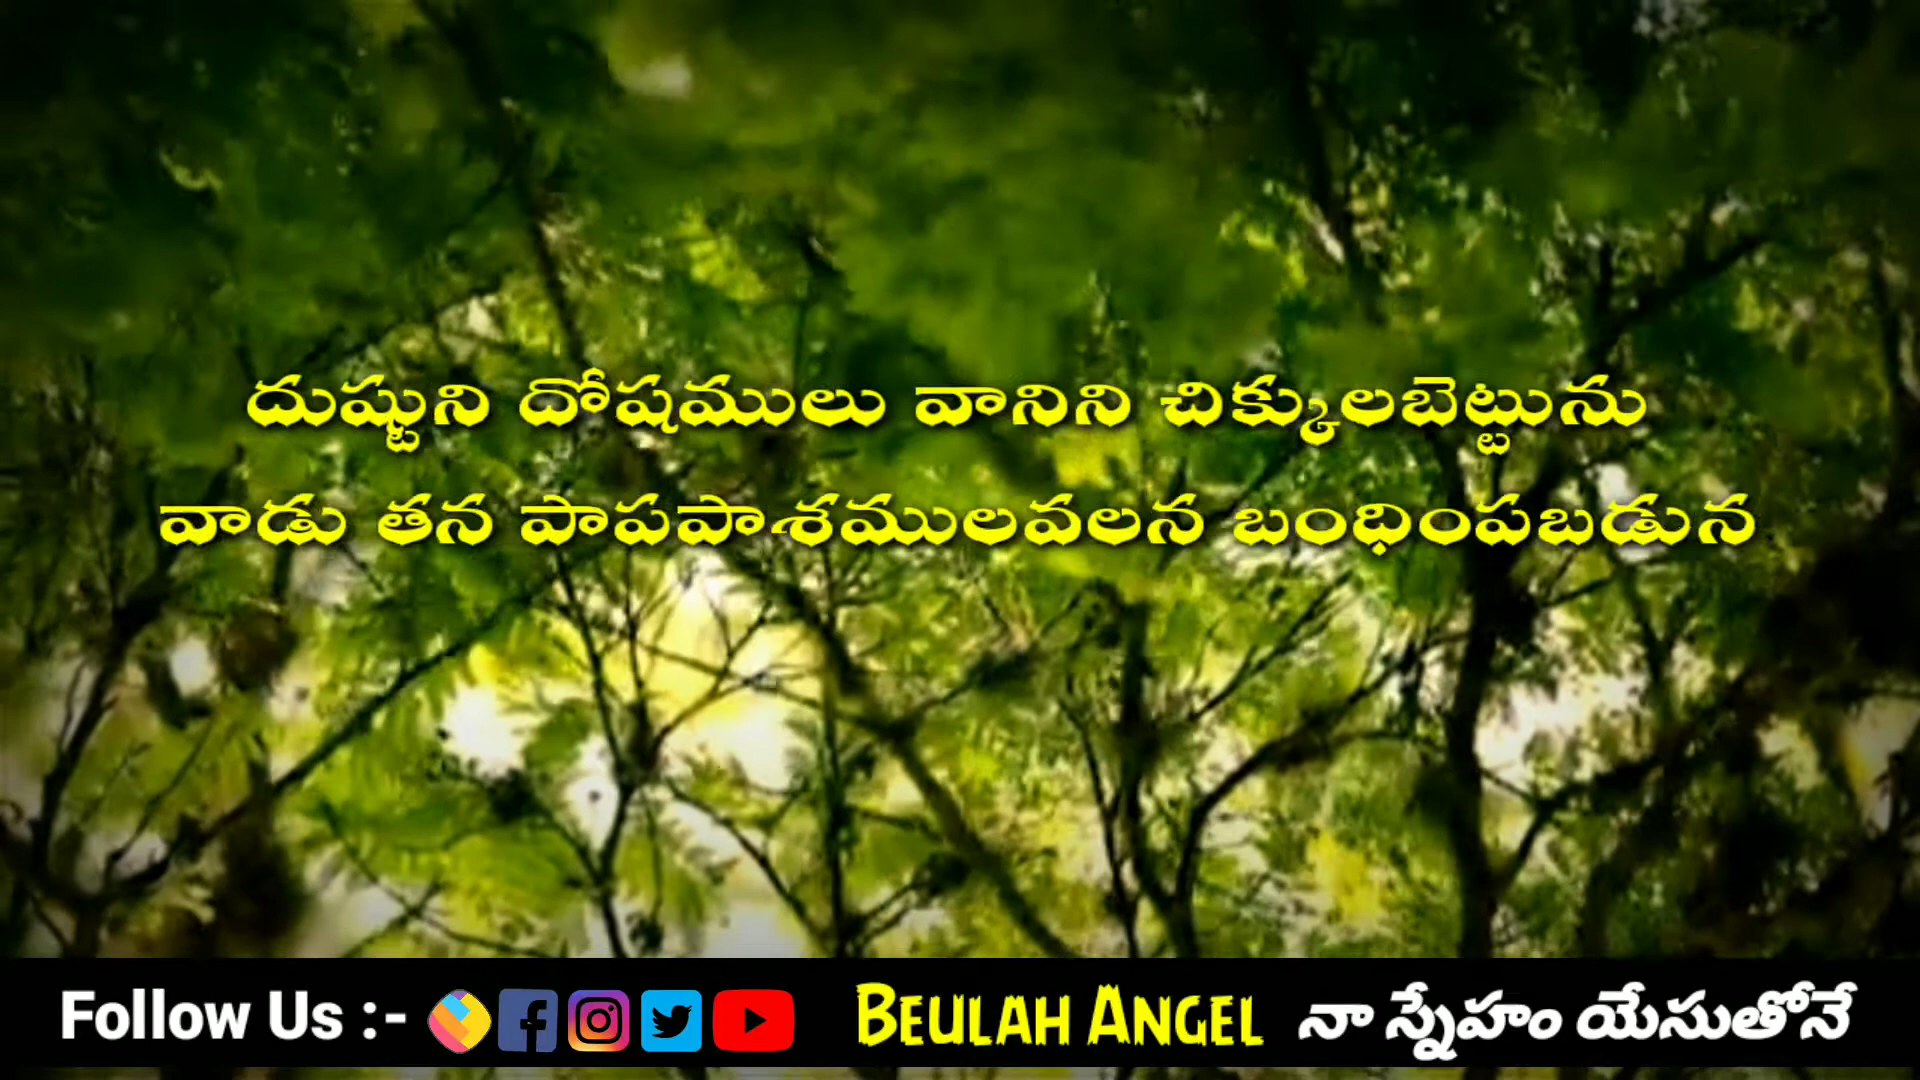 దుష్టుని దోషములు వానిని చిక్కులబెట్టును
వాడు తన పాపపాశములవలన బంధింపబడున
Follow Us :- BEULAH ANGEL నా స్నేహం యేసుతోనే